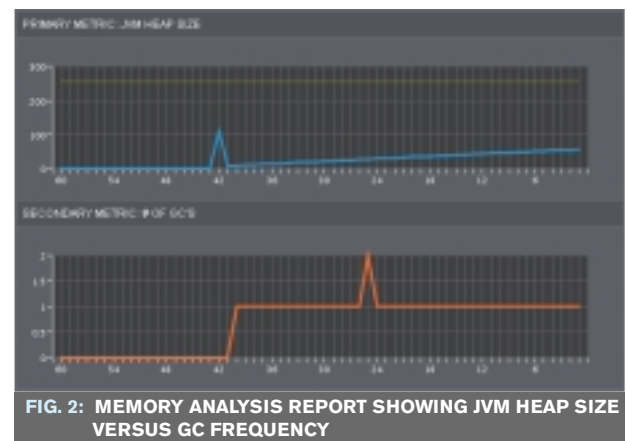 PRIMARY METRIC: JVM HEAP SIZE
300
200
100
0
60 54 48 42 36 30 24 18 12 6
SECONDARY METRIC: # OF GC'S
2
1.5
1
0.5
0
60 54 48 42 36 30 24 18 12 6
FIG. 2: MEMORY ANALYSIS REPORT SHOWING JVM HEAP SIZE
VERSUS GC FREQUENCY